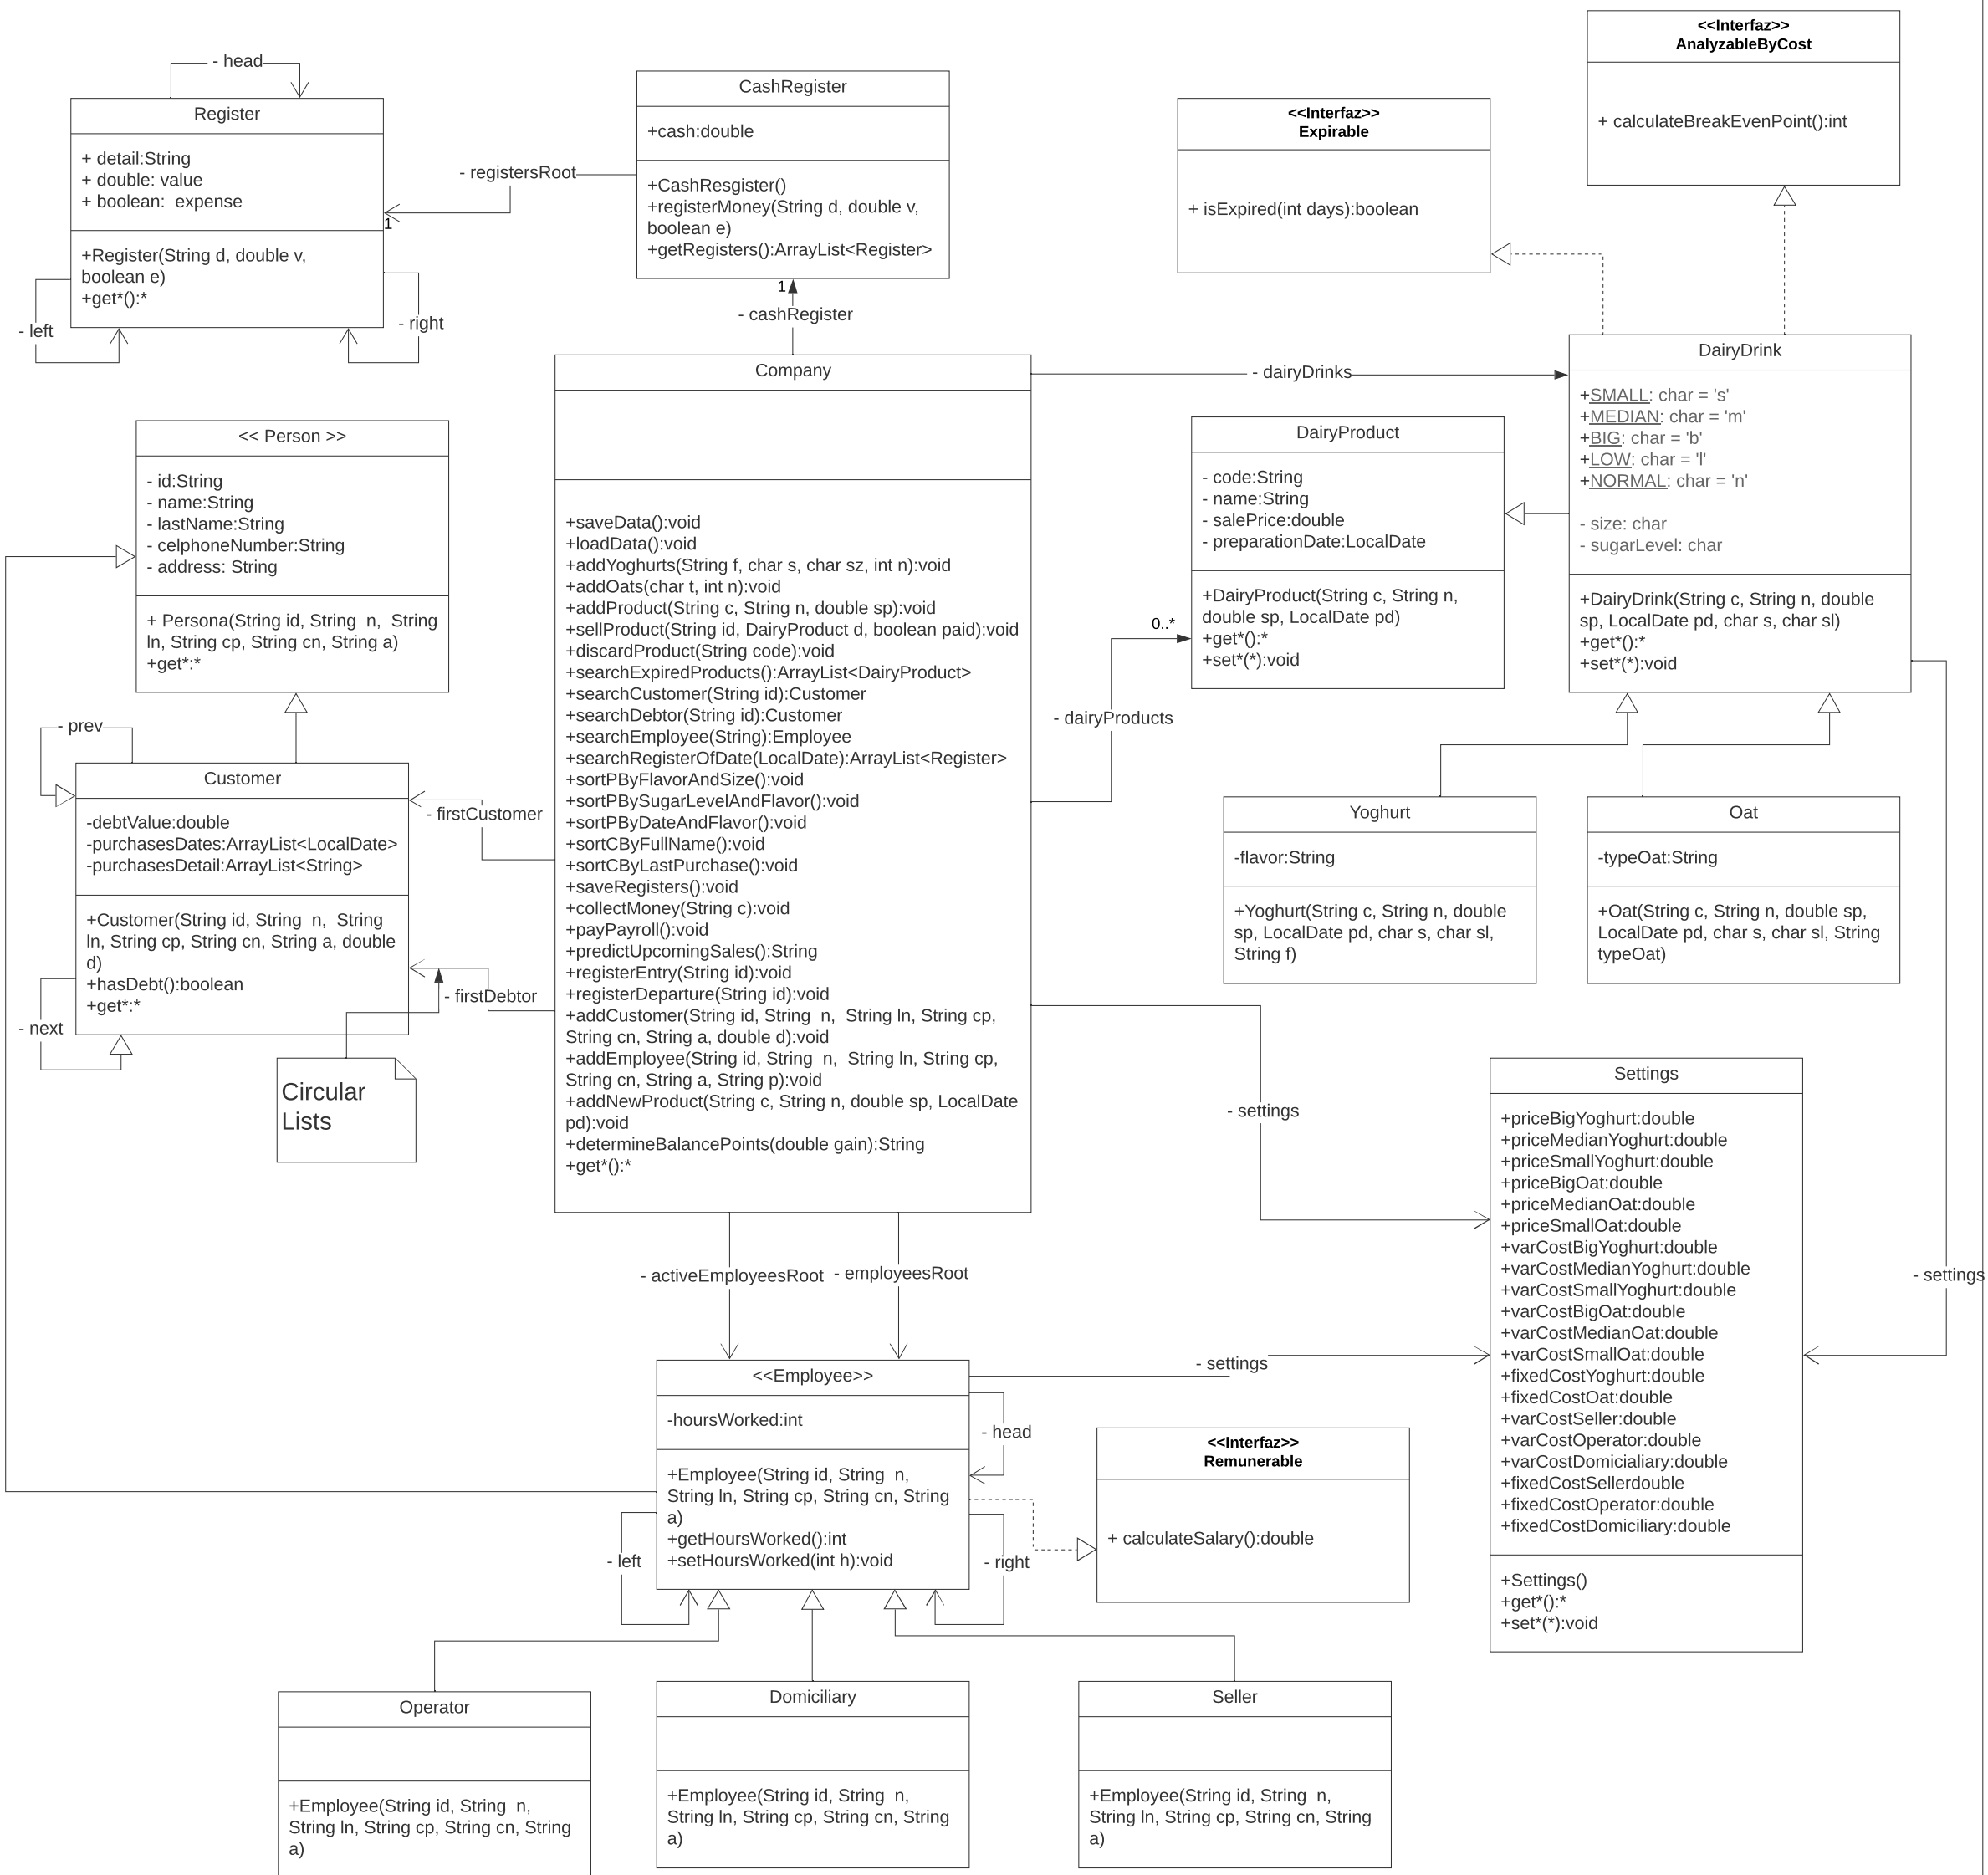 - head
Register
+ detail:String
+ double: value
+ boolean:  expense
+Register(String d, double v,
boolean e)
+get*():*
- left
- right
- registersRoot
1
CashRegister
+cash:double
+CashResgister()
+registerMoney(String d, double v,
boolean e)
+getRegisters():ArrayList<Register>
1
- cashRegister
<<Interfaz>>
Expirable
+ isExpired(int days):boolean
<<Interfaz>>
AnalyzableByCost
+ calculateBreakEvenPoint():int
<< Person >>
- id:String
- name:String
- lastName:String
- celphoneNumber:String
- address: String
+ Persona(String id, String  n,  String
ln, String cp, String cn, String a)
+get*:*
- prev
Customer
-debtValue:double
-purchasesDates:ArrayList<LocalDate>
-purchasesDetail:ArrayList<String>
+Customer(String id, String  n,  String
ln, String cp, String cn, String a, double
d)
+hasDebt():boolean
+get*:*
- next
- firstCustomer
- firstDebtor
Circular
Lists
Company
+saveData():void
+loadData():void
+addYoghurts(String f, char s, char sz, int n):void
+addOats(char t, int n):void
+addProduct(String c, String n, double sp):void
+sellProduct(String id, DairyProduct d, boolean paid):void
+discardProduct(String code):void
+searchExpiredProducts():ArrayList<DairyProduct>
+searchCustomer(String id):Customer
+searchDebtor(String id):Customer
+searchEmployee(String):Employee
+searchRegisterOfDate(LocalDate):ArrayList<Register>
+sortPByFlavorAndSize():void
+sortPBySugarLevelAndFlavor():void
+sortPByDateAndFlavor():void
+sortCByFullName():void
+sortCByLastPurchase():void
+saveRegisters():void
+collectMoney(String c):void
+payPayroll():void
+predictUpcomingSales():String
+registerEntry(String id):void
+registerDeparture(String id):void
+addCustomer(String id, String  n,  String ln, String cp,
String cn, String a, double d):void
+addEmployee(String id, String  n,  String ln, String cp,
String cn, String a, String p):void
+addNewProduct(String c, String n, double sp, LocalDate
pd):void
+determineBalancePoints(double gain):String
+get*():*
- dairyDrinks
- dairyProducts
0..*
DairyProduct
- code:String
- name:String
- salePrice:double
- preparationDate:LocalDate
+DairyProduct(String c, String n,
double sp, LocalDate pd)
+get*():*
+set*(*):void
DairyDrink
+SMALL: char = 's'
+MEDIAN: char = 'm'
+BIG: char = 'b'
+LOW: char = 'l'
+NORMAL: char = 'n'
- size: char
- sugarLevel: char
+DairyDrink(String c, String n, double
sp, LocalDate pd, char s, char sl)
+get*():*
+set*(*):void
Yoghurt
-flavor:String
+Yoghurt(String c, String n, double
sp, LocalDate pd, char s, char sl,
String f)
Oat
-typeOat:String
+Oat(String c, String n, double sp,
LocalDate pd, char s, char sl, String
typeOat)
- settings
- settings
- settings
Settings
+priceBigYoghurt:double
+priceMedianYoghurt:double
+priceSmallYoghurt:double
+priceBigOat:double
+priceMedianOat:double
+priceSmallOat:double
+varCostBigYoghurt:double
+varCostMedianYoghurt:double
+varCostSmallYoghurt:double
+varCostBigOat:double
+varCostMedianOat:double
+varCostSmallOat:double
+fixedCostYoghurt:double
+fixedCostOat:double
+varCostSeller:double
+varCostOperator:double
+varCostDomicialiary:double
+fixedCostSellerdouble
+fixedCostOperator:double
+fixedCostDomiciliary:double
+Settings()
+get*():*
+set*(*):void
- activeEmployeesRoot
- employeesRoot
<<Employee>>
-hoursWorked:int
+Employee(String id, String  n,
String ln, String cp, String cn, String
a)
+getHoursWorked():int
+setHoursWorked(int h):void
- head
- left
- right
<<Interfaz>>
Remunerable
+ calculateSalary():double
Operator
+Employee(String id, String  n,
String ln, String cp, String cn, String
a)
Domiciliary
+Employee(String id, String  n,
String ln, String cp, String cn, String
a)
Seller
+Employee(String id, String  n,
String ln, String cp, String cn, String
a)